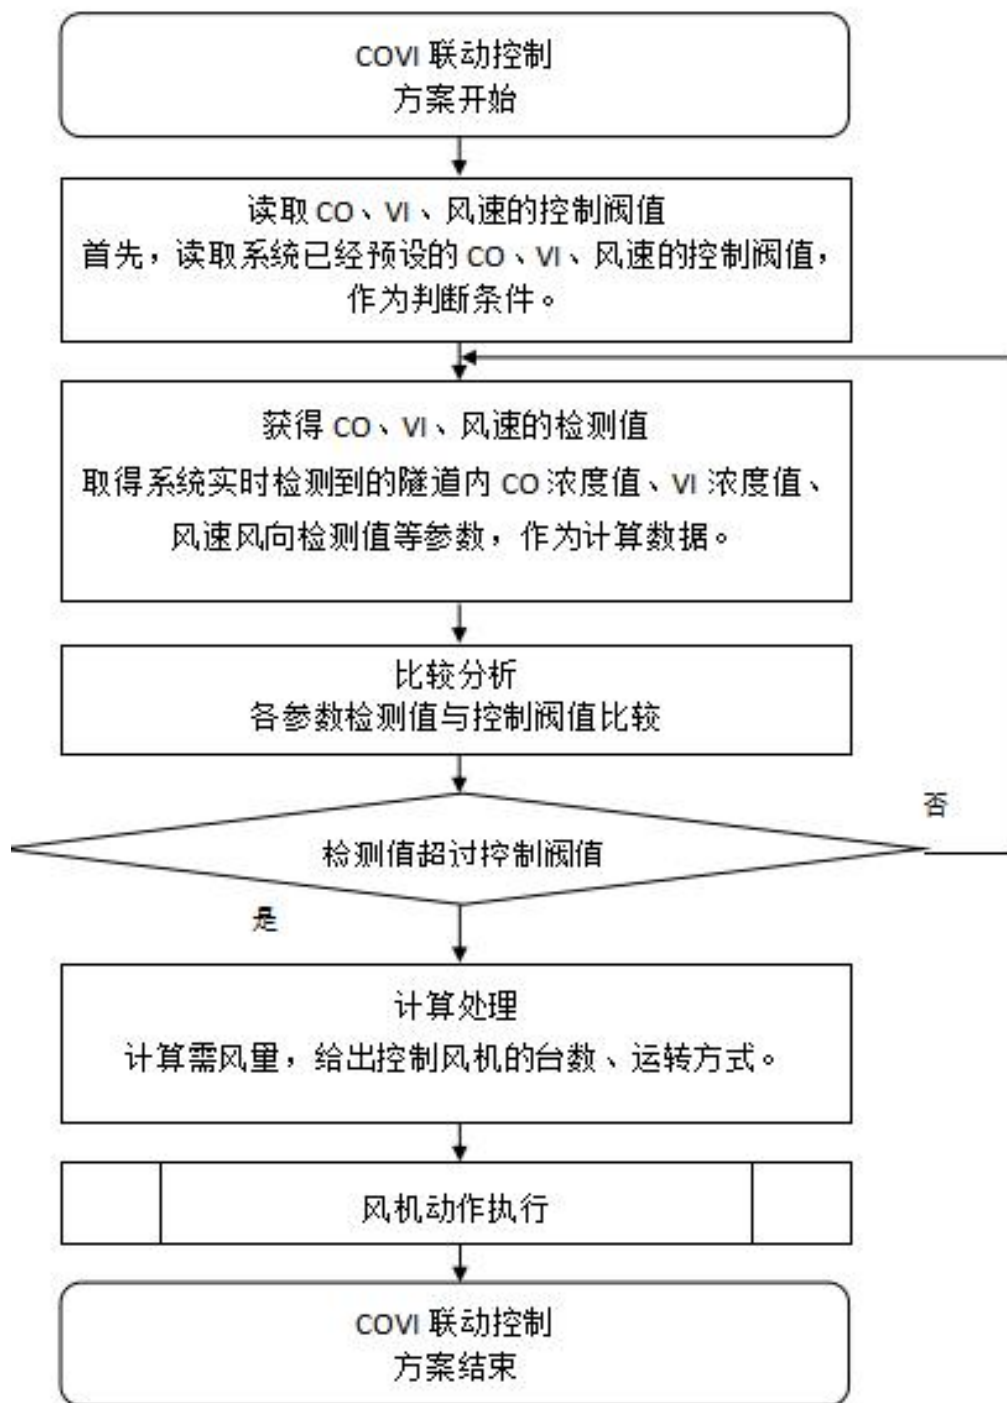 COVI 联动控制
方案开始
读取 CO、VI、风速的控制阀值
首先，读取系统已经预设的 CO、VI、风速的控制阀值，
作为判断条件。
获得 CO、VI、风速的检测值
取得系统实时检测到的隧道内 CO 浓度值、VI 浓度值、
风速风向检测值等参数，作为计算数据。
比较分析
各参数检测值与控制阀值比较
否
检测值超过控制阀值
是
计算处理
计算需风量，给出控制风机的台数、运转方式。
风机动作执行
COVI 联动控制
方案结束